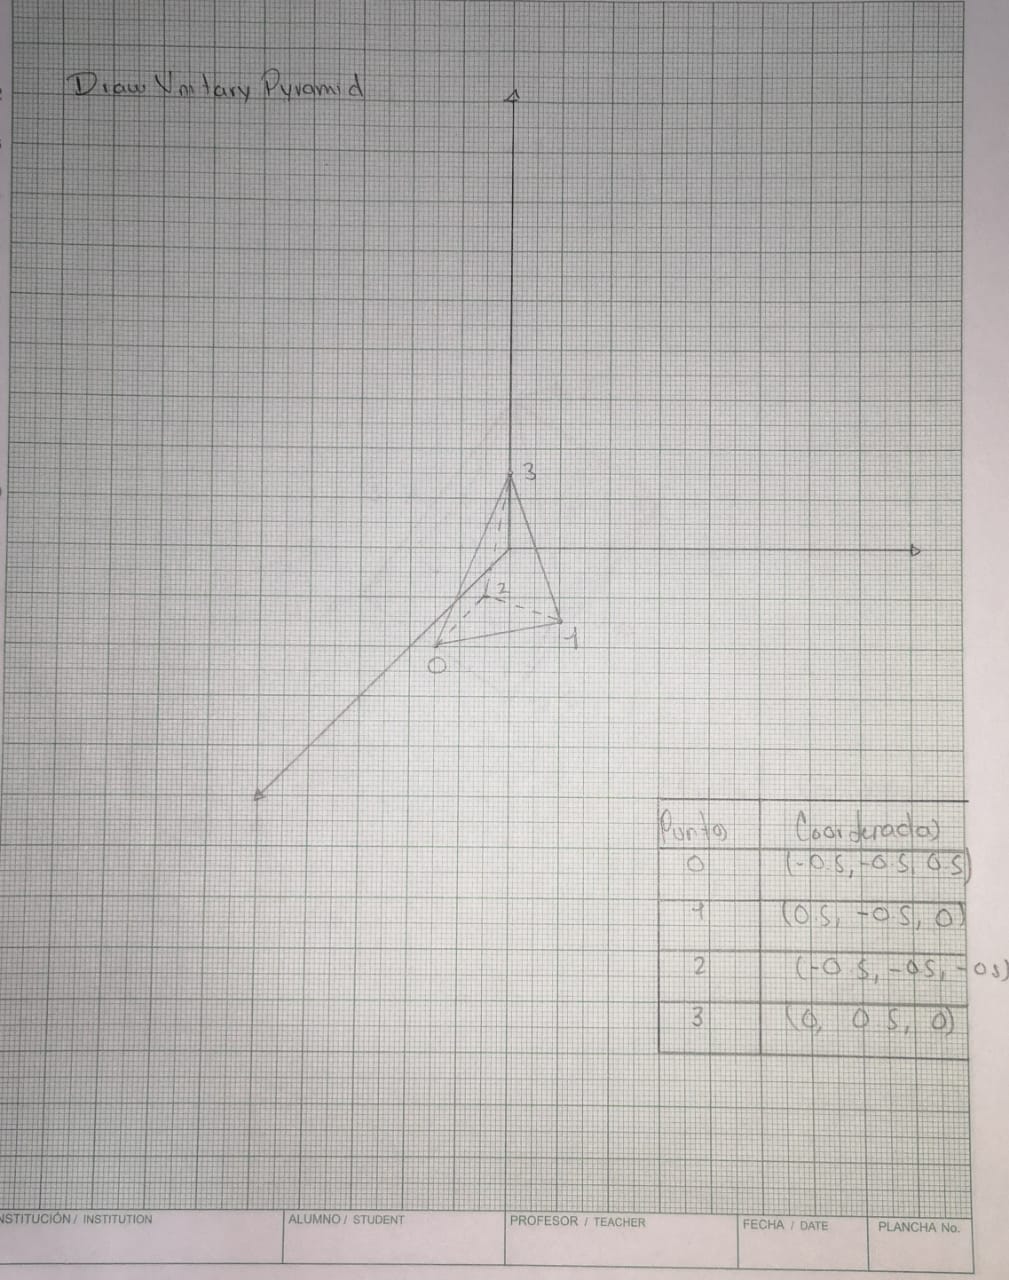 Draw Unitary Pyramid
3
2
1
0
Puntos Coordenadas
0 (-0.5, -0.5, 0.5)
1 (0.5, -0.5, 0)
2 (-0.5, -0.5, -0.5)
3 (0, 0.5, 0)
NSTITUCIÓN / INSTITUTION ALUMNO / STUDENT PROFESOR / TEACHER FECHA / DATE PLANCHA No.